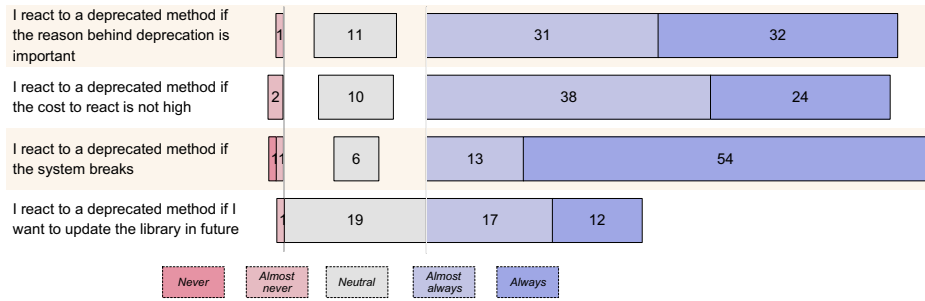 I react to a deprecated method if
the reason behind deprecation is
important
1 11 31 32
I react to a deprecated method if
the cost to react is not high
2 10 38 24
I react to a deprecated method if
the system breaks
1 1 6 13 54
I react to a deprecated method if I
want to update the library in future
1 19 17 12
Never
Almost
never
Neutral
Almost
always
Always